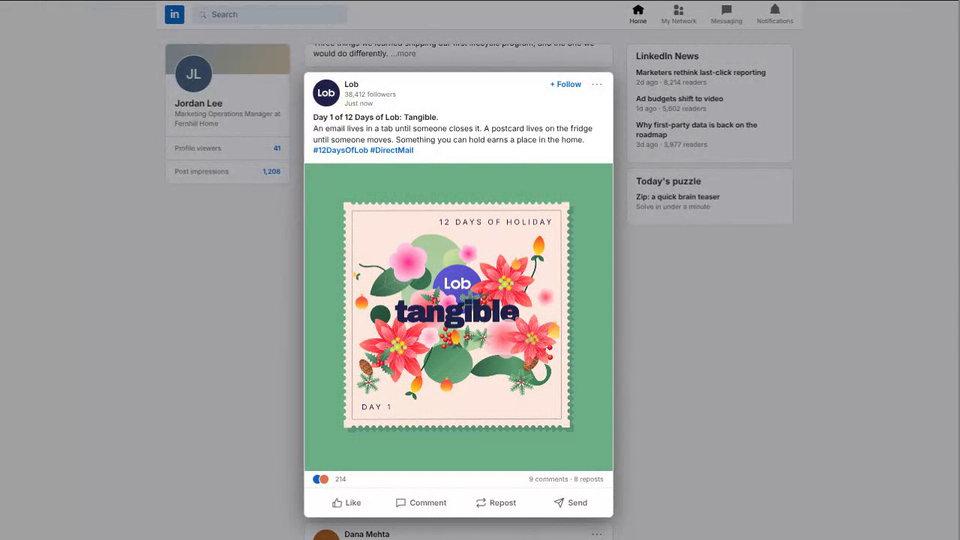 in
Search
Home
My Network
Messaging
Notifications
JL
Jordan Lee
Marketing Operations Manager at
Fernhill Home
Profile viewers 41
Post impressions 1,206
would do differently. ...more
Lob
Lob
38,412 followers
Just now
+ Follow
Day 1 of 12 Days of Lob: Tangible.
An email lives in a tab until someone closes it. A postcard lives on the fridge
until someone moves. Something you can hold earns a place in the home.
#12DaysOfLob #DirectMail
12 DAYS OF HOLIDAY
Lob
tangible
DAY 1
214
9 comments · 8 reposts
Like
Comment
Repost
Send
Dana Mehta
LinkedIn News
Marketers rethink last-click reporting
2d ago · 6,214 readers
Ad budgets shift to video
1d ago · 5,602 readers
Why first-party data is back on the
roadmap
3d ago · 3,977 readers
Today's puzzle
Zip: a quick brain teaser
Solve in under a minute